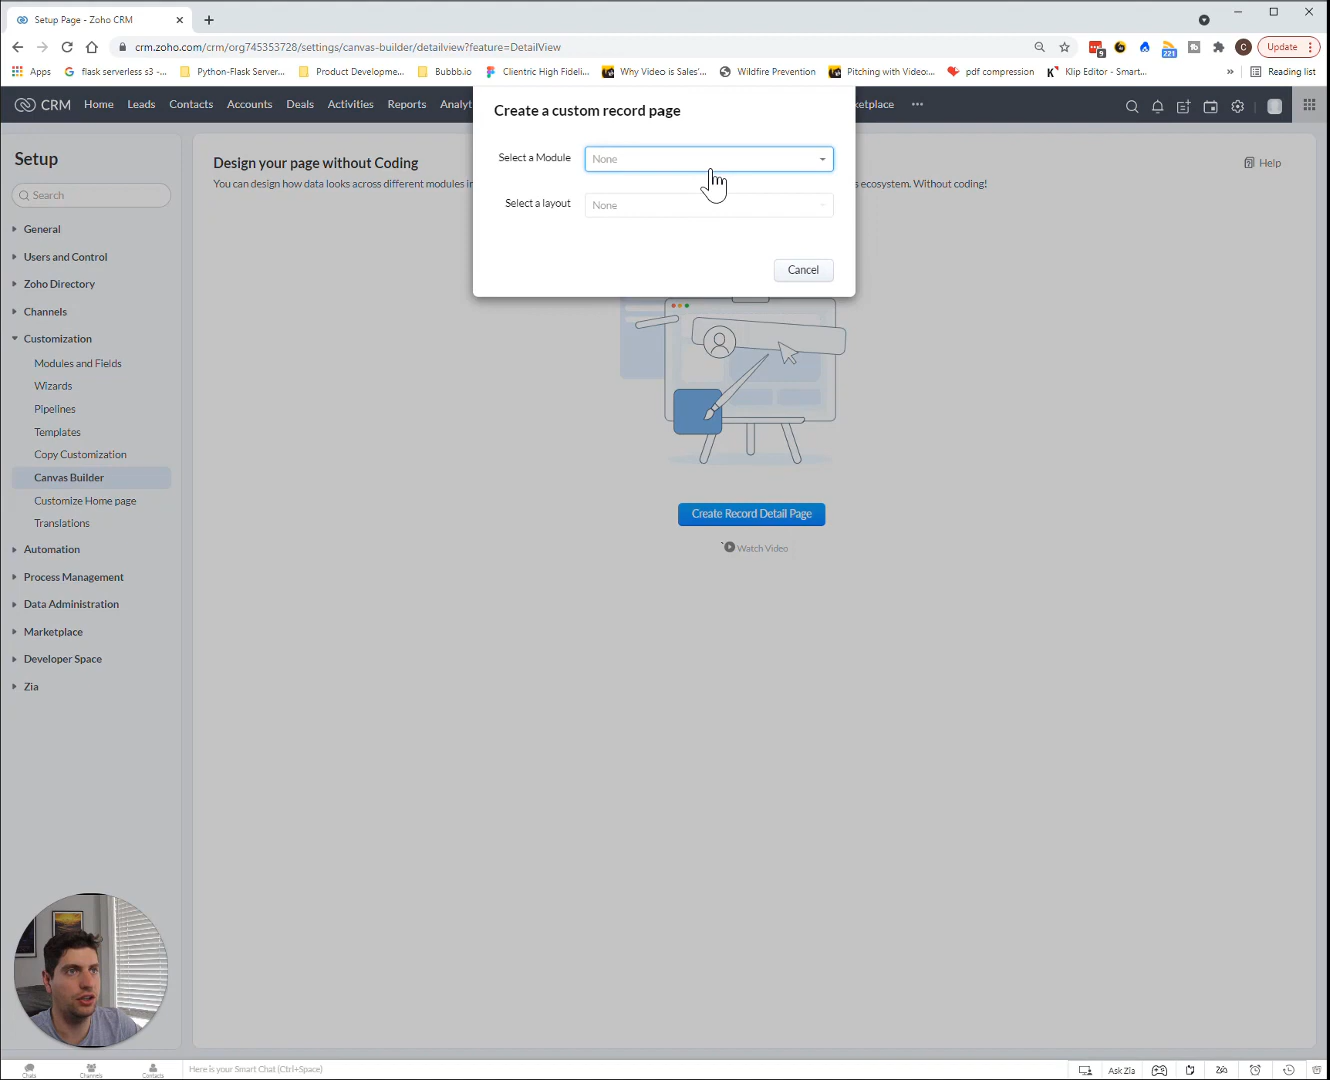 Setup Page - Zoho CRM
crm.zoho.com/crm/org745353728/settings/canvas-builder/detailview?feature=DetailView
C
Update
Apps
flask serverless s3 -...
Python-Flask Server...
Product Developme...
Bubbb.io
Clientric High Fideli...
9
221
Why Video is Sales'...
Wildfire Prevention
Pitching with Video:...
pdf compression
Klip Editor - Smart...
»
Reading list
CRM
Home
Leads
Contacts
Accounts
Deals
Activities
Reports
Analyt
ketplace
Create a custom record page
Select a Module
None
Select a layout
None
Cancel
Setup
Search
General
Users and Control
Zoho Directory
Channels
Customization
Modules and Fields
Wizards
Pipelines
Templates
Copy Customization
Canvas Builder
Customize Home page
Translations
Automation
Process Management
Data Administration
Marketplace
Developer Space
Zia
Design your page without Coding
Help
You can design how data looks across different modules i
s ecosystem. Without coding!
Create Record Detail Page
Watch Video
Chats
Channels
Contacts
Here is your Smart Chat (Ctrl+Space)
Ask Zia